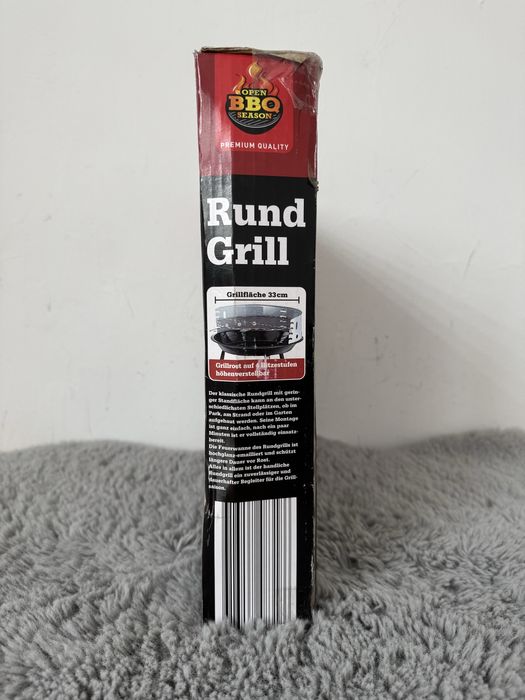 OPEN
BBQ
SEASON
PREMIUM QUALITY
Rund
Grill
Grillfläche 33cm
Grillrost auf 4 Hitzestufen
höhenverstellbar
Der klassische Rundgrill mit gerin-
ger Standfläche kann an den unter-
schiedlichsten Stellplätzen, ob im
Park, am Strand oder im Garten
aufgebaut werden. Seine Montage
ist ganz einfach, nach ein paar
Minuten ist er vollständig einsatz-
bereit.
Die Feuerwanne des Rundgrills ist
hochglanz-emailliert und schützt
längere Dauer vor Rost.
Alles in allem ist der handliche
Rundgrill ein zuverlässiger und
dauerhafter Begleiter für die Grill-
saison.